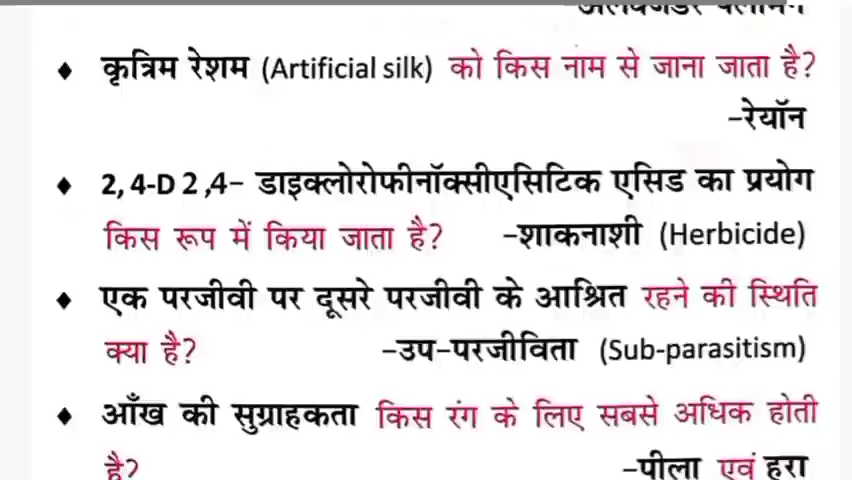 ♦ कृत्रिम रेशम (Artificial silk) को किस नाम से जाना जाता है?
–रेयॉन
♦ 2, 4-D 2 ,4– डाइक्लोरोफीनॉक्सीएसिटिक एसिड का प्रयोग
किस रूप में किया जाता है? –शाकनाशी (Herbicide)
♦ एक परजीवी पर दूसरे परजीवी के आश्रित रहने की स्थिति
क्या है? –उप–परजीविता (Sub-parasitism)
♦ आँख की सुग्राहकता किस रंग के लिए सबसे अधिक होती
है? –पीला एवं हरा